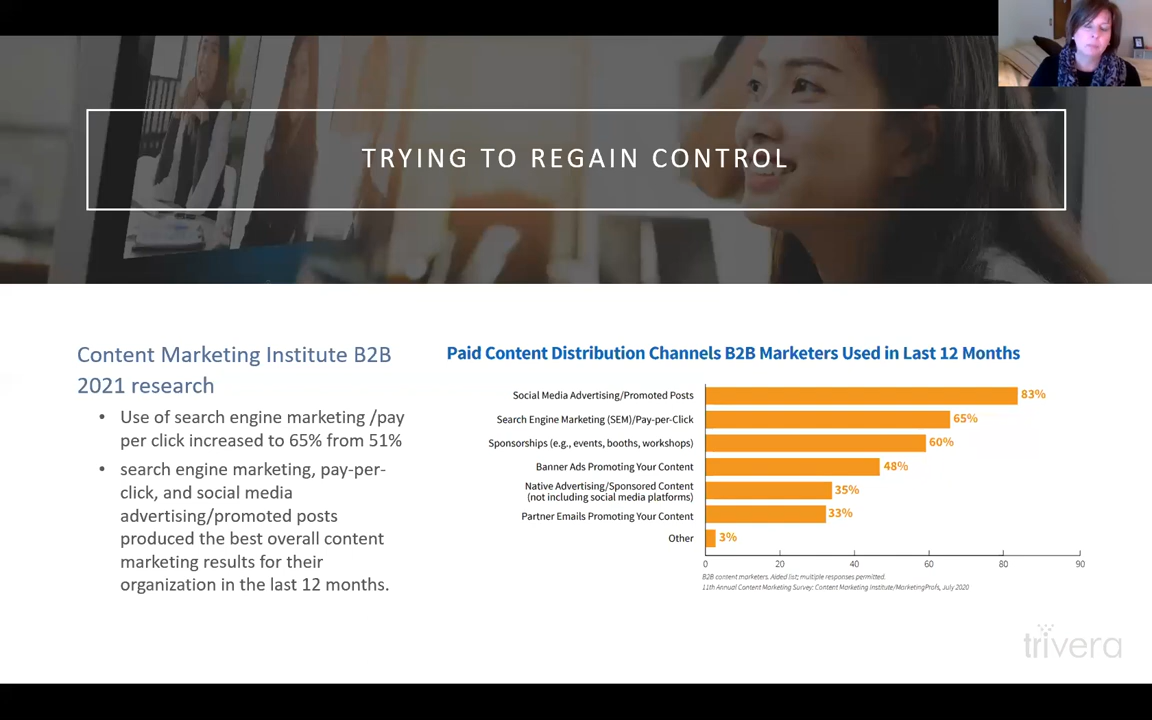 TRYING TO REGAIN CONTROL
Content Marketing Institute B2B
2021 research
• Use of search engine marketing /pay
per click increased to 65% from 51%
• search engine marketing, pay-per-
click, and social media
advertising/promoted posts
produced the best overall content
marketing results for their
organization in the last 12 months.
Paid Content Distribution Channels B2B Marketers Used in Last 12 Months
Social Media Advertising/Promoted Posts 83%
Search Engine Marketing (SEM)/Pay-per-Click 65%
Sponsorships (e.g., events, booths, workshops) 60%
Banner Ads Promoting Your Content 48%
Native Advertising/Sponsored Content
(not including social media platforms) 35%
Partner Emails Promoting Your Content 33%
Other 3%
0 20 40 60 80 90
B2B content marketers. Aided list; multiple responses permitted.
11th Annual Content Marketing Survey: Content Marketing Institute/MarketingProfs, July 2020
trivera